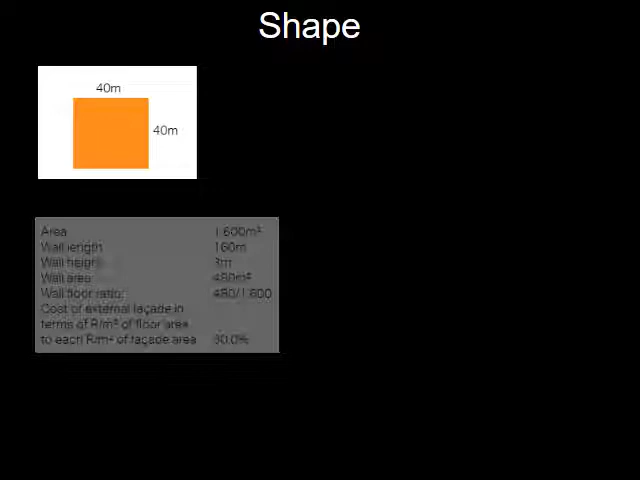 Shape
40m
40m
Area 1 600m²
Wall length 160m
Wall height 3m
Wall area 480m²
Wall floor ratio: 480/1 600
Cost of external façade in
terms of R/m² of floor area
to each R/m² of façade area 30.0%